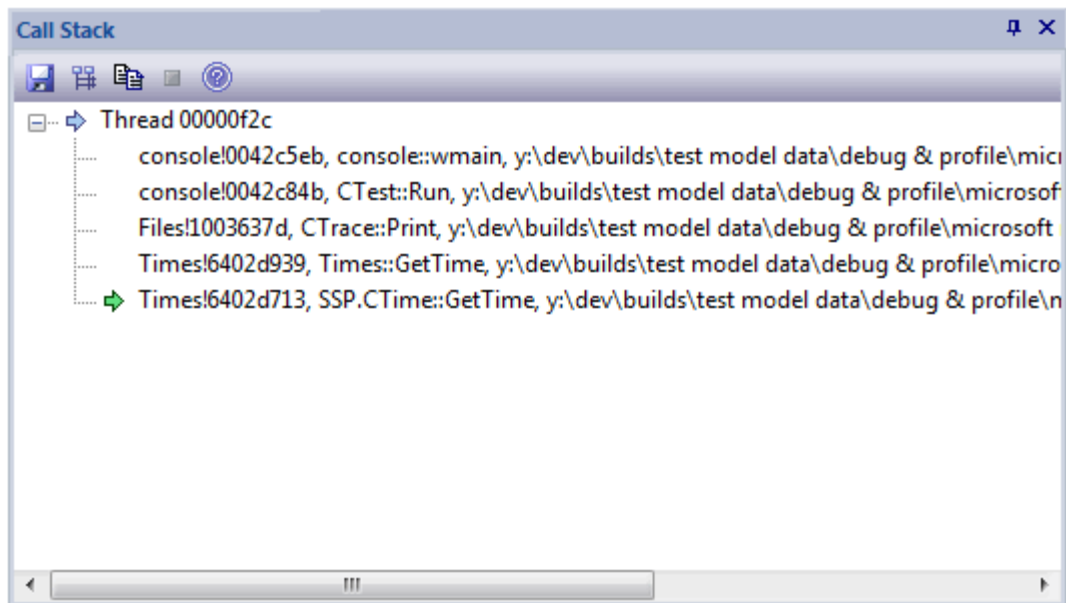 Call Stack
Thread 00000f2c
console!0042c5eb, console::wmain, y:\dev\builds\test model data\debug & profile\micr
console!0042c84b, CTest::Run, y:\dev\builds\test model data\debug & profile\microsof
Files!1003637d, CTrace::Print, y:\dev\builds\test model data\debug & profile\microsoft
Times!6402d939, Times::GetTime, y:\dev\builds\test model data\debug & profile\micro
Times!6402d713, SSP.CTime::GetTime, y:\dev\builds\test model data\debug & profile\